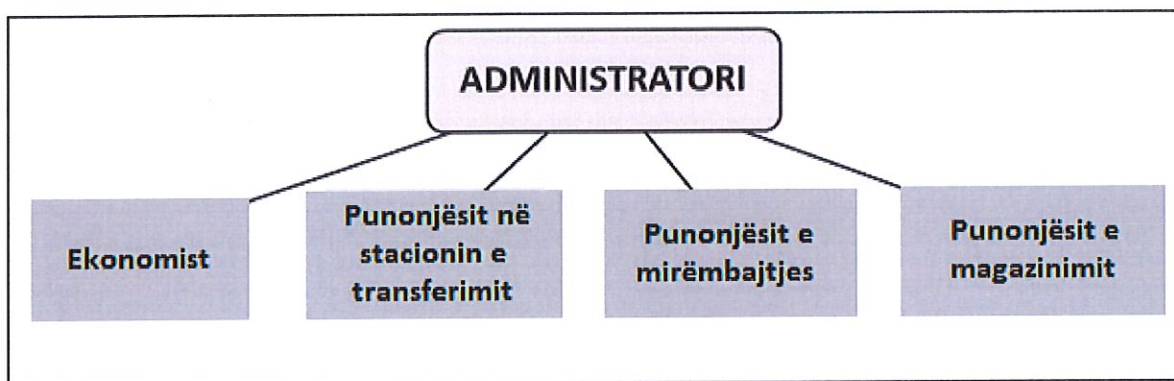 ADMINISTRATORI
Ekonomist
Punonjësit në
stacionin e
transferimit
Punonjësit e
mirëmbajtjes
Punonjësit e
magazinimit